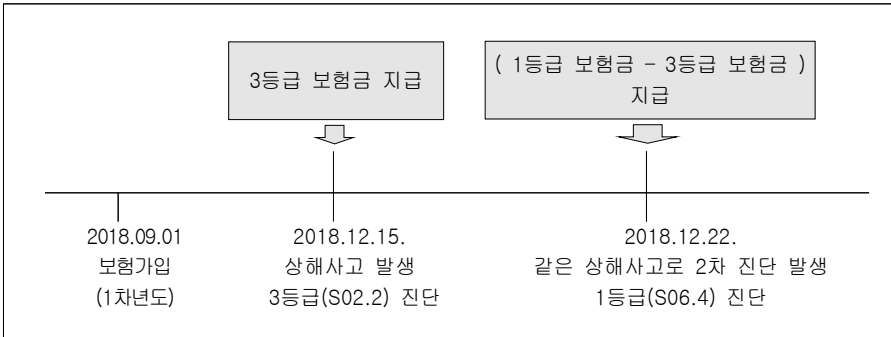 3등급 보험금 지급
( 1등급 보험금 - 3등급 보험금 )
지급
2018.09.01
보험가입
(1차년도)
2018.12.15.
상해사고 발생
3등급(S02.2) 진단
2018.12.22.
같은 상해사고로 2차 진단 발생
1등급(S06.4) 진단